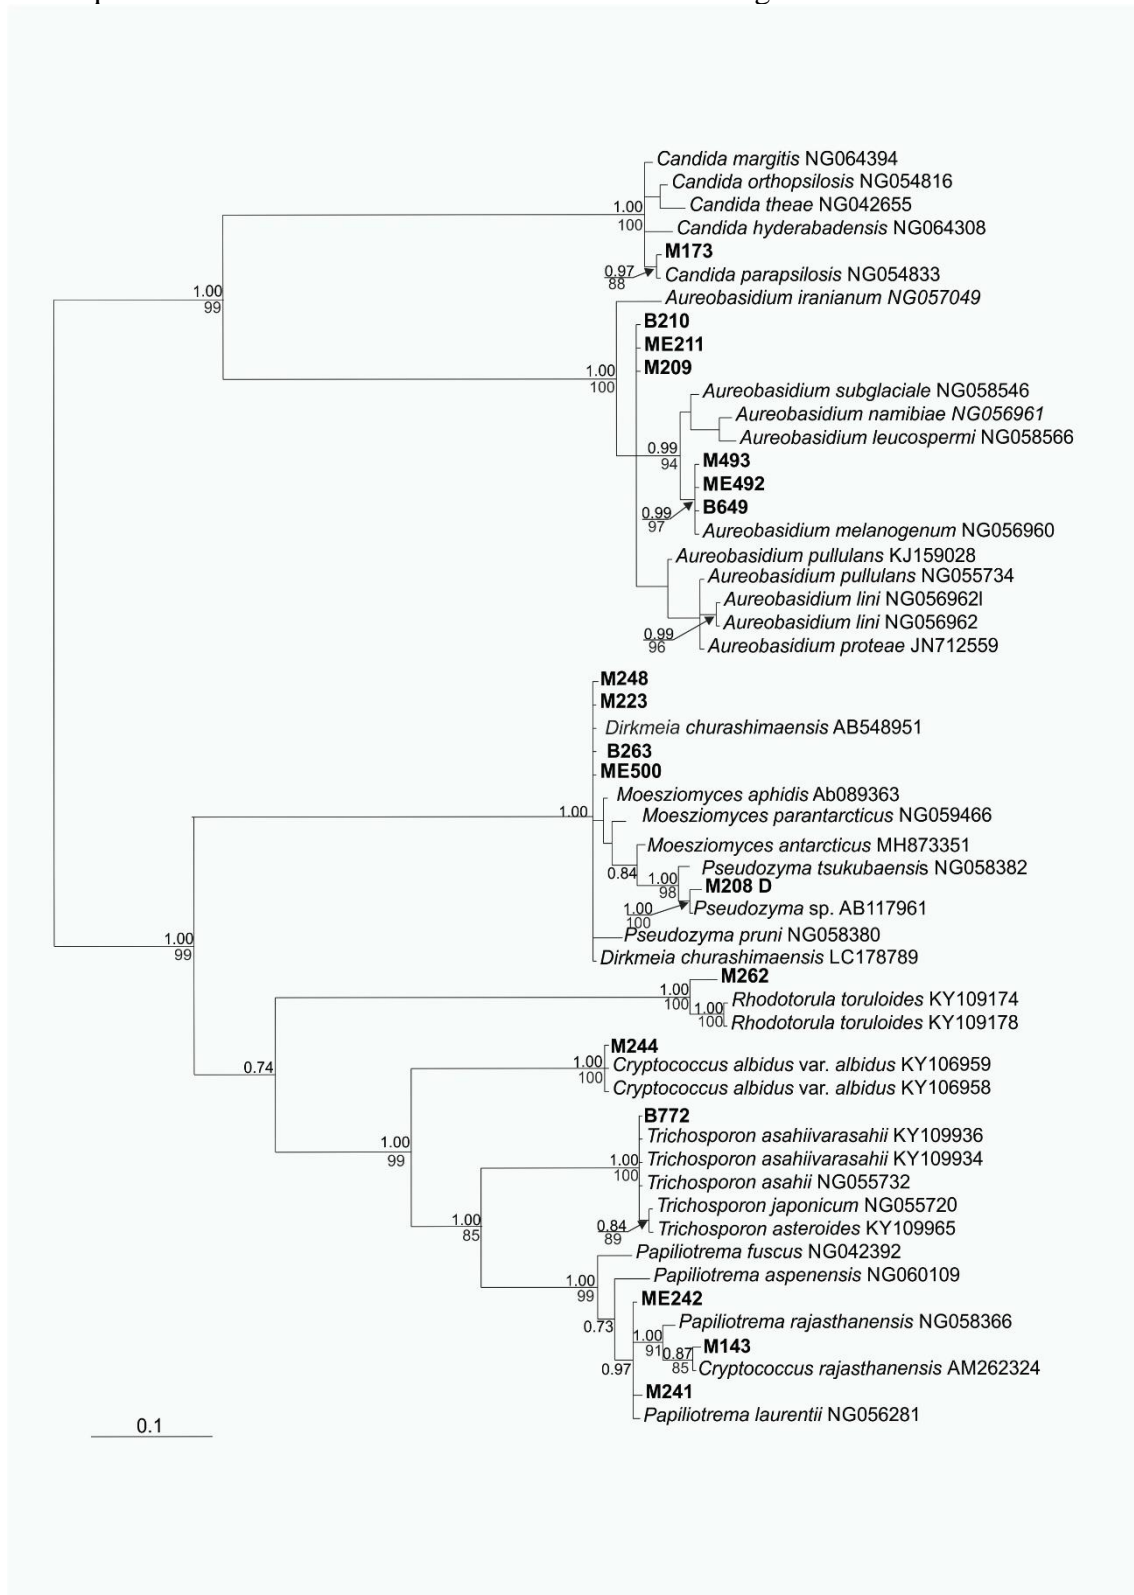 Candida margitis NG064394
Candida orthopsilosis NG054816
Candida theae NG042655
1.00
100
Candida hyderabadensis NG064308
M173
0.97
88
Candida parapsilosis NG054833
1.00
99
Aureobasidium iranianum NG057049
B210
ME211
M209
1.00
100
Aureobasidium subglaciale NG058546
Aureobasidium namibiae NG056961
Aureobasidium leucospermi NG058566
0.99
94
M493
ME492
B649
0.99
97
Aureobasidium melanogenum NG056960
Aureobasidium pullulans KJ159028
Aureobasidium pullulans NG055734
Aureobasidium lini NG056962I
Aureobasidium lini NG056962
0.99
96
Aureobasidium proteae JN712559
M248
M223
Dirkmeia churashimaensis AB548951
B263
ME500
Moesziomyces aphidis Ab089363
1.00
Moesziomyces parantarcticus NG059466
Moesziomyces antarcticus MH873351
Pseudozyma tsukubaensis NG058382
0.84
1.00
98
M208 D
1.00
100
Pseudozyma sp. AB117961
Pseudozyma pruni NG058380
1.00
99
Dirkmeia churashimaensis LC178789
M262
1.00
100
Rhodotorula toruloides KY109174
1.00
100
Rhodotorula toruloides KY109178
M244
0.74
1.00
100
Cryptococcus albidus var. albidus KY106959
Cryptococcus albidus var. albidus KY106958
B772
Trichosporon asahiivarasahii KY109936
1.00
99
Trichosporon asahiivarasahii KY109934
1.00
100
Trichosporon asahii NG055732
Trichosporon japonicum NG055720
1.00
85
0.84
89
Trichosporon asteroides KY109965
Papiliotrema fuscus NG042392
Papiliotrema aspenensis NG060109
1.00
99
ME242
Papiliotrema rajasthanensis NG058366
0.73
1.00
91
M143
0.87
85
Cryptococcus rajasthanensis AM262324
0.97
M241
Papiliotrema laurentii NG056281
0.1